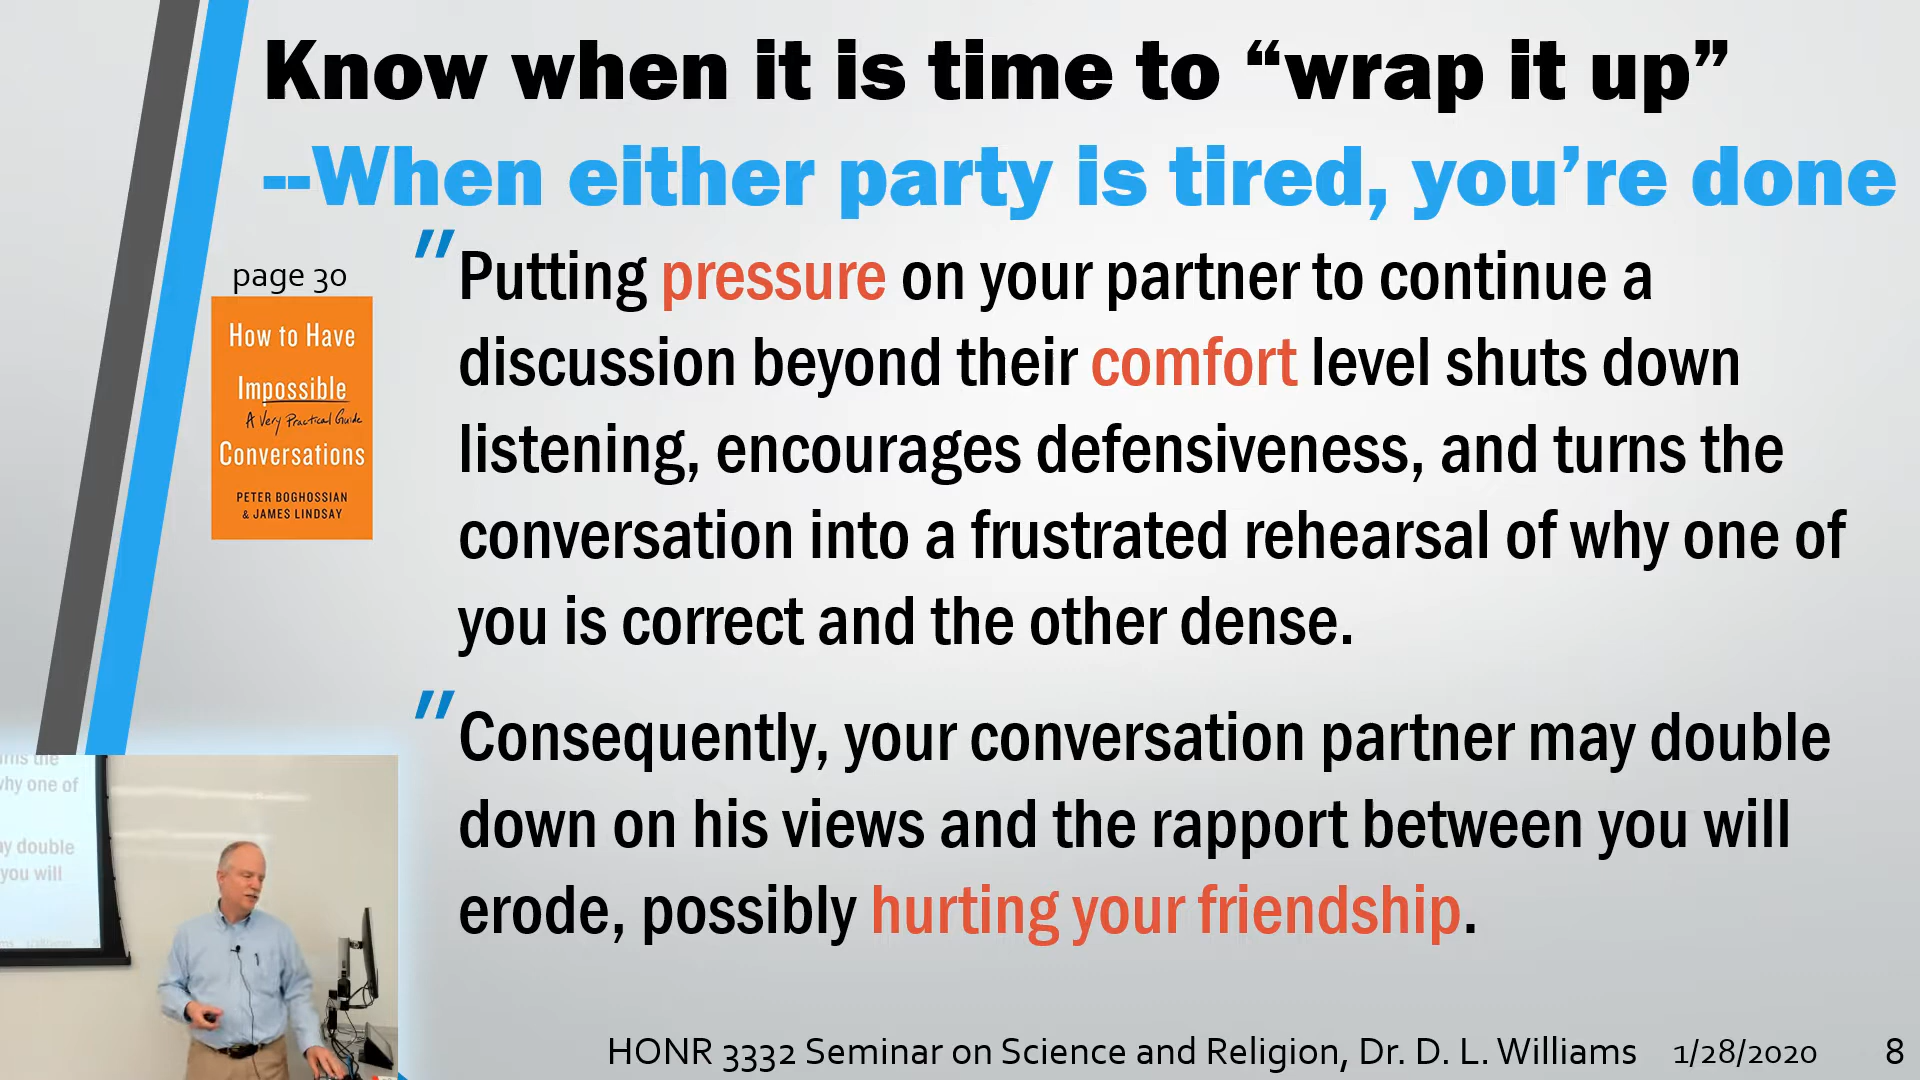 Know when it is time to “wrap it up”
--When either party is tired, you’re done
page 30
How to Have
Impossible
A Very Practical Guide
Conversations
PETER BOGHOSSIAN
& JAMES LINDSAY
" Putting pressure on your partner to continue a
discussion beyond their comfort level shuts down
listening, encourages defensiveness, and turns the
conversation into a frustrated rehearsal of why one of
you is correct and the other dense.
" Consequently, your conversation partner may double
down on his views and the rapport between you will
erode, possibly hurting your friendship.
the
why one of
double
you will
HONR 3332 Seminar on Science and Religion, Dr. D. L. Williams 1/28/2020 8